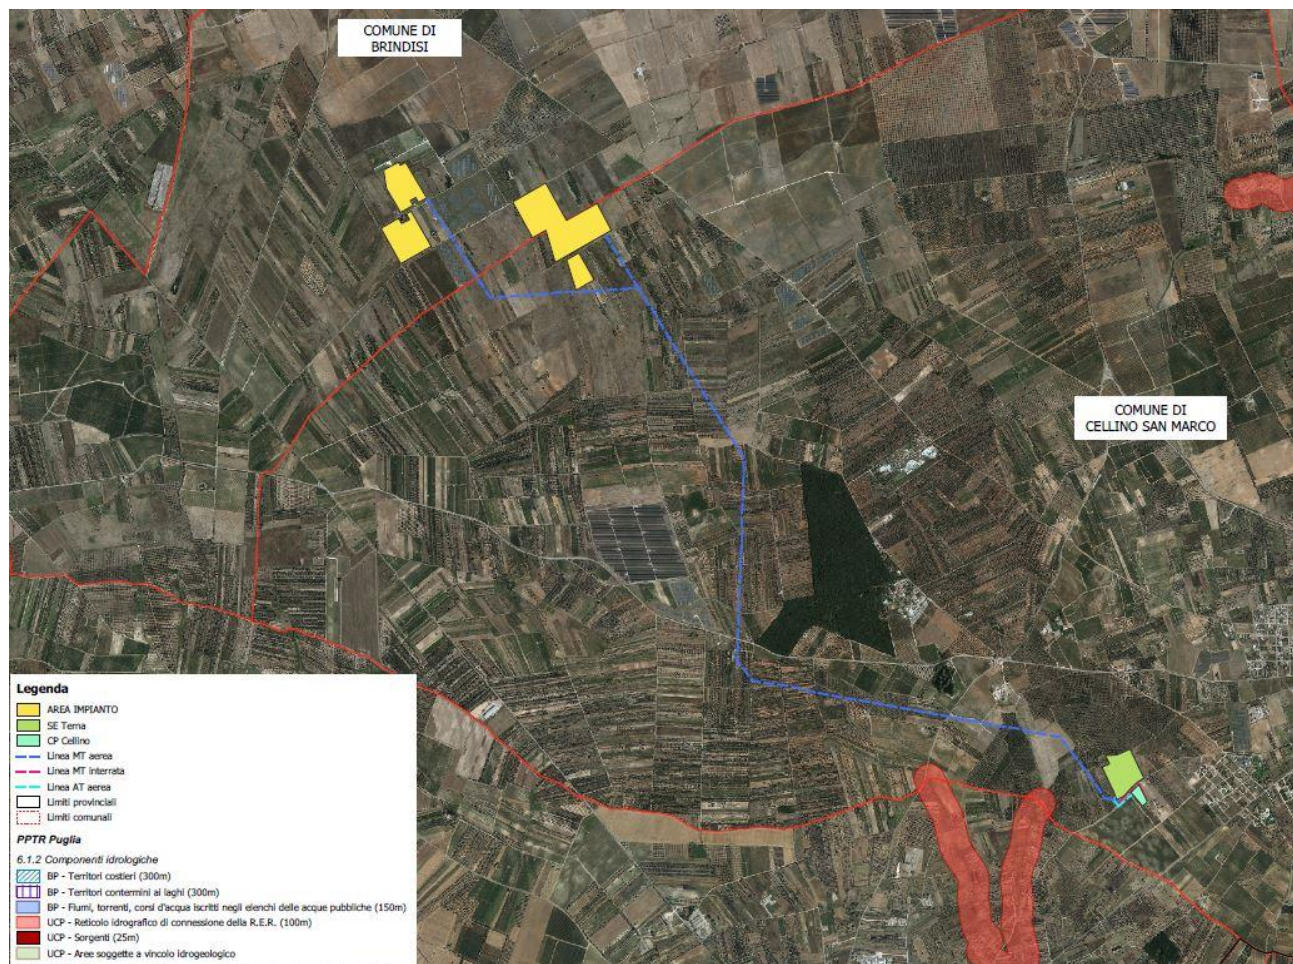 COMUNE DI
BRINDISI
COMUNE DI
CELLINO SAN MARCO
Legenda
AREA IMPIANTO
SE Terna
CP Cellino
Linea MT aerea
Linea MT interrata
Linea AT aerea
Limiti provinciali
Limiti comunali
PPTR Puglia
6.1.2 Componenti idrologiche
BP - Territori costieri (300m)
BP - Territori contermini ai laghi (300m)
BP - Fiumi, torrenti, corsi d'acqua iscritti negli elenchi delle acque pubbliche (150m)
UCP - Reticolo idrografico di connessione della R.E.R. (100m)
UCP - Sorgenti (25m)
UCP - Aree soggette a vincolo idrogeologico